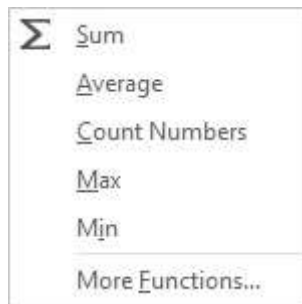 Σ Sum
Average
Count Numbers
Max
Min
More Functions...